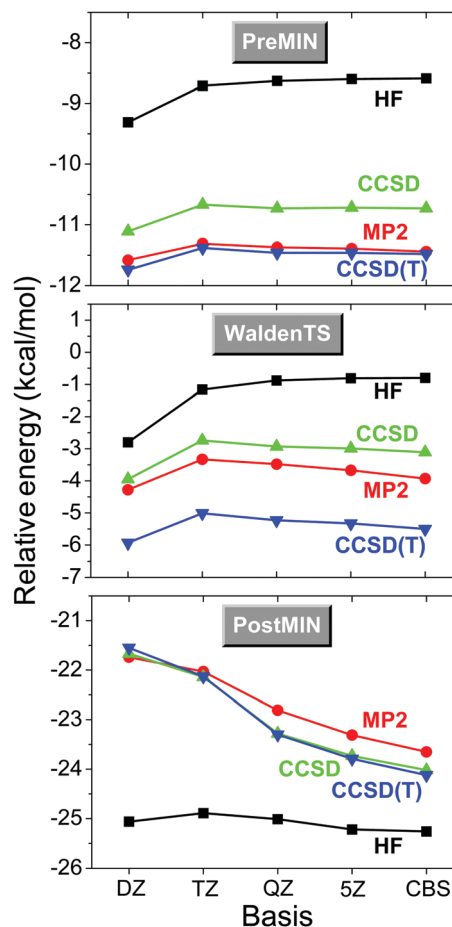 -7
PreMIN
-8
HF
-9
-10
CCSD
-11
MP2
CCSD(T)
-12
Relative energy (kcal/mol)
WaldenTS
1
0
-1
HF
-2
CCSD
-3
-4
MP2
-5
CCSD(T)
-6
-7
PostMIN
-21
-22
MP2
-23
CCSD
-24
CCSD(T)
-25
HF
-26
DZ TZ QZ 5Z CBS
Basis